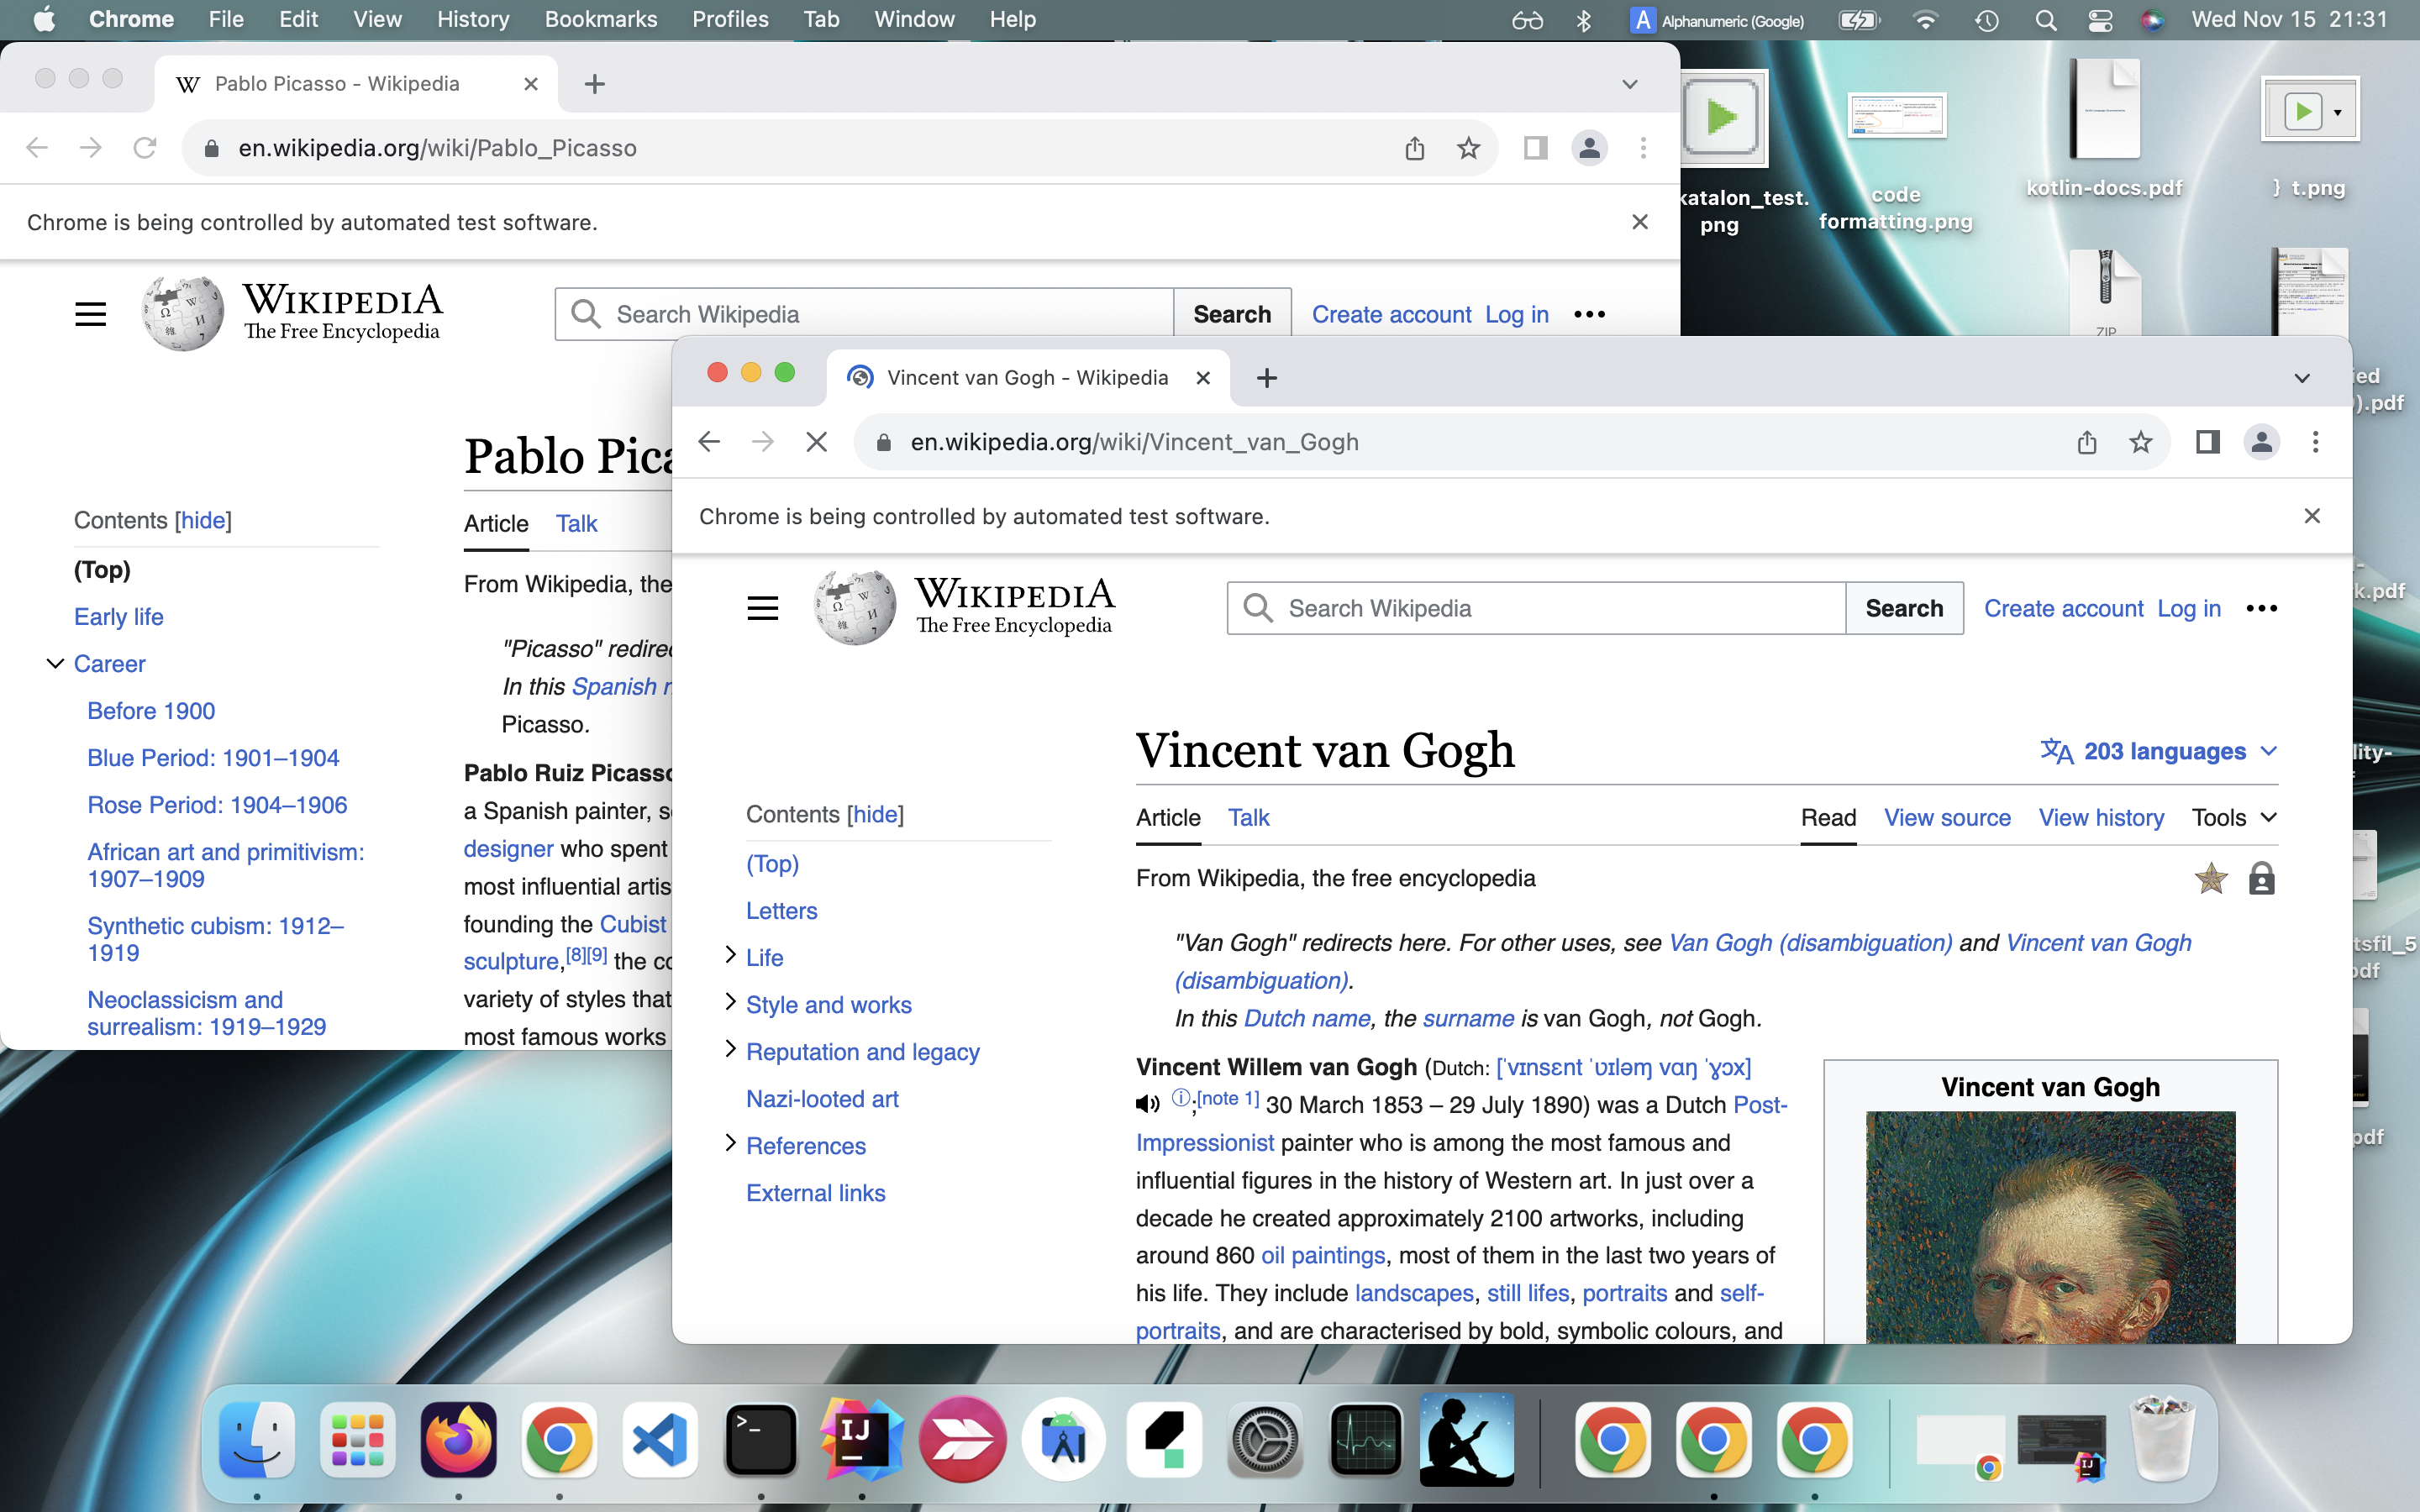 Chrome File Edit View History Bookmarks Profiles Tab Window Help
A Alphanumeric (Google) Wed Nov 15 21:31
Pablo Picasso - Wikipedia
en.wikipedia.org/wiki/Pablo_Picasso
Chrome is being controlled by automated test software.
WIKIPEDIA
The Free Encyclopedia
Search Wikipedia
Search
Create account Log in
Pablo Pica
Contents [hide]
(Top)
Early life
Career
Before 1900
Blue Period: 1901–1904
Rose Period: 1904–1906
African art and primitivism:
1907–1909
Synthetic cubism: 1912–
1919
Neoclassicism and
surrealism: 1919–1929
Article Talk
From Wikipedia, the
"Picasso" redirec
In this Spanish n
Picasso.
Pablo Ruiz Picasso
a Spanish painter, s
designer who spent
most influential artis
founding the Cubist
sculpture,[8][9] the co
variety of styles that
most famous works
katalon_test.
png
code
formatting.png
kotlin-docs.pdf
} t.png
ZIP
ied
).pdf
k.pdf
lity-
tsfil_5
pdf
pdf
Vincent van Gogh - Wikipedia
en.wikipedia.org/wiki/Vincent_van_Gogh
Chrome is being controlled by automated test software.
WIKIPEDIA
The Free Encyclopedia
Search Wikipedia
Search
Create account Log in
Vincent van Gogh
203 languages
Contents [hide]
(Top)
Letters
Life
Style and works
Reputation and legacy
Nazi-looted art
References
External links
Article Talk
Read View source View history Tools
From Wikipedia, the free encyclopedia
"Van Gogh" redirects here. For other uses, see Van Gogh (disambiguation) and Vincent van Gogh
(disambiguation).
In this Dutch name, the surname is van Gogh, not Gogh.
Vincent Willem van Gogh (Dutch: [ˈvɪnsɛnt ˈʋɪləɱ vɑŋ ˈɣɔx]
ⓘ;[note 1] 30 March 1853 – 29 July 1890) was a Dutch Post-
Impressionist painter who is among the most famous and
influential figures in the history of Western art. In just over a
decade he created approximately 2100 artworks, including
around 860 oil paintings, most of them in the last two years of
his life. They include landscapes, still lifes, portraits and self-
portraits, and are characterised by bold, symbolic colours, and
Vincent van Gogh
IJ